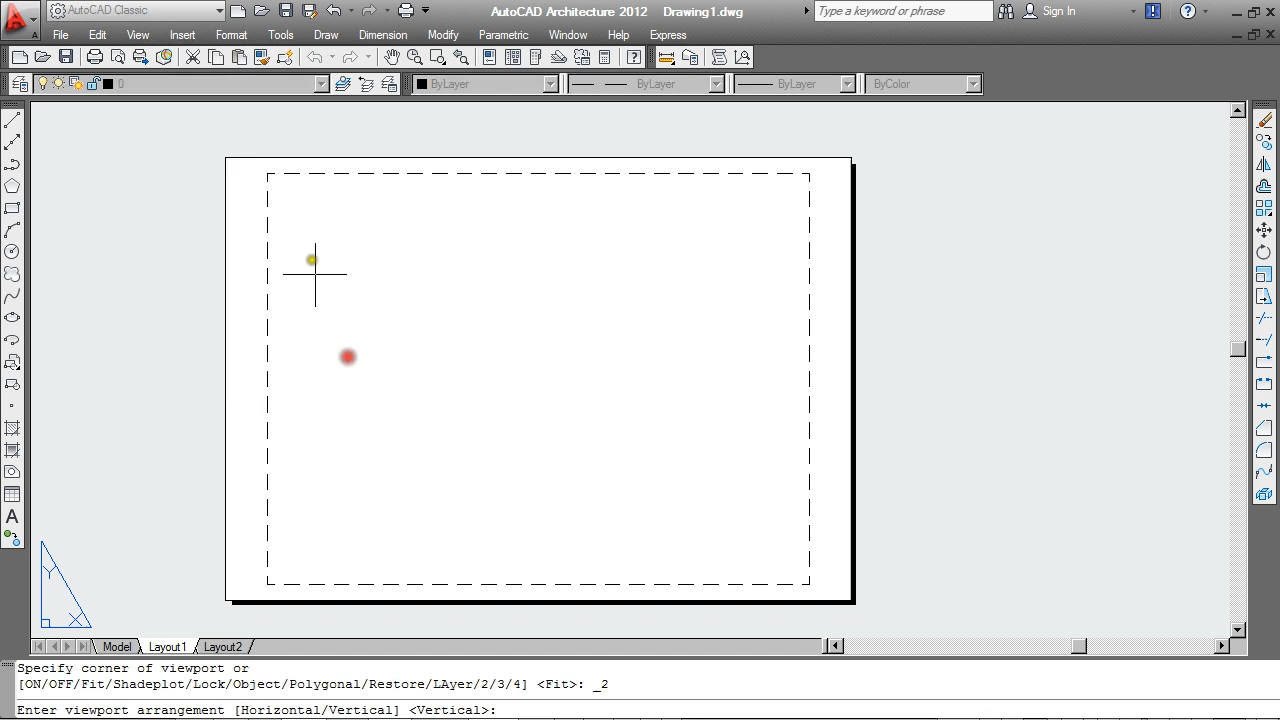 AutoCAD Classic AutoCAD Architecture 2012 Drawing1.dwg Type a keyword or phrase Sign In
File Edit View Insert Format Tools Draw Dimension Modify Parametric Window Help Express
0 ByLayer ByLayer ByLayer ByColor
Y
X
Model Layout1 Layout2
Specify corner of viewport or
[ON/OFF/Fit/Shadeplot/Lock/Object/Polygonal/Restore/LAyer/2/3/4] <Fit>: _2
Enter viewport arrangement [Horizontal/Vertical] <Vertical>: